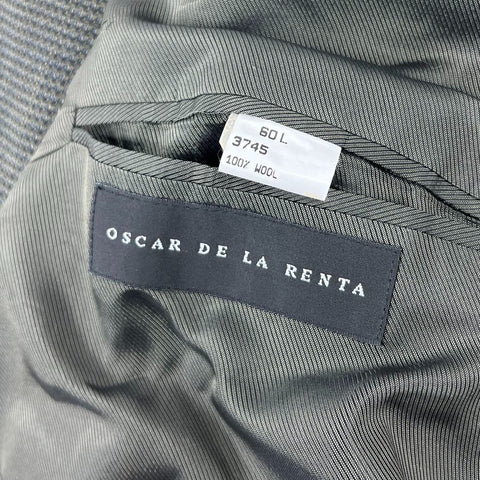 60L
3745
100% WOOL
OSCAR DE LA RENTA